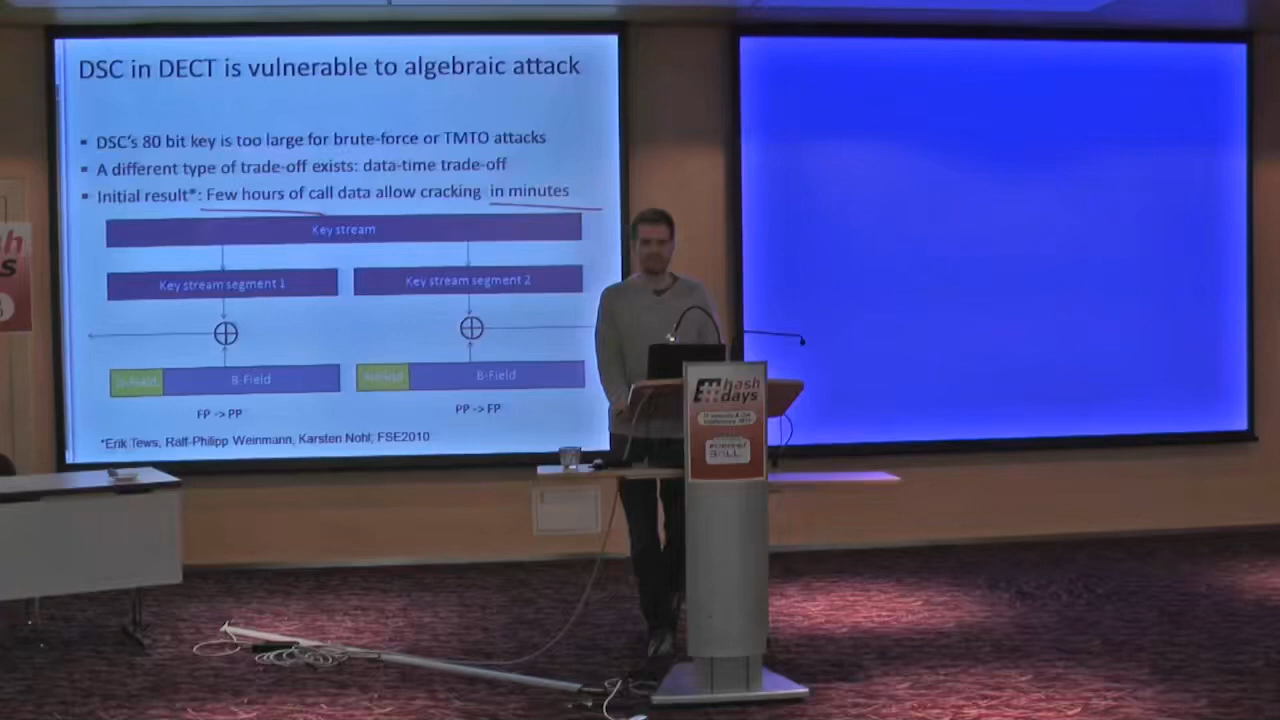 DSC in DECT is vulnerable to algebraic attack
▪ DSC's 80 bit key is too large for brute-force or TMTO attacks
▪ A different type of trade-off exists: data-time trade-off
▪ Initial result*: Few hours of call data allow cracking in minutes
Key stream
Key stream segment 1
Key stream segment 2
B-Field
B-Field
FP -> PP
PP -> FP
*Erik Tews, Ralf-Philipp Weinmann, Karsten Nohl; FSE2010
#hash
days